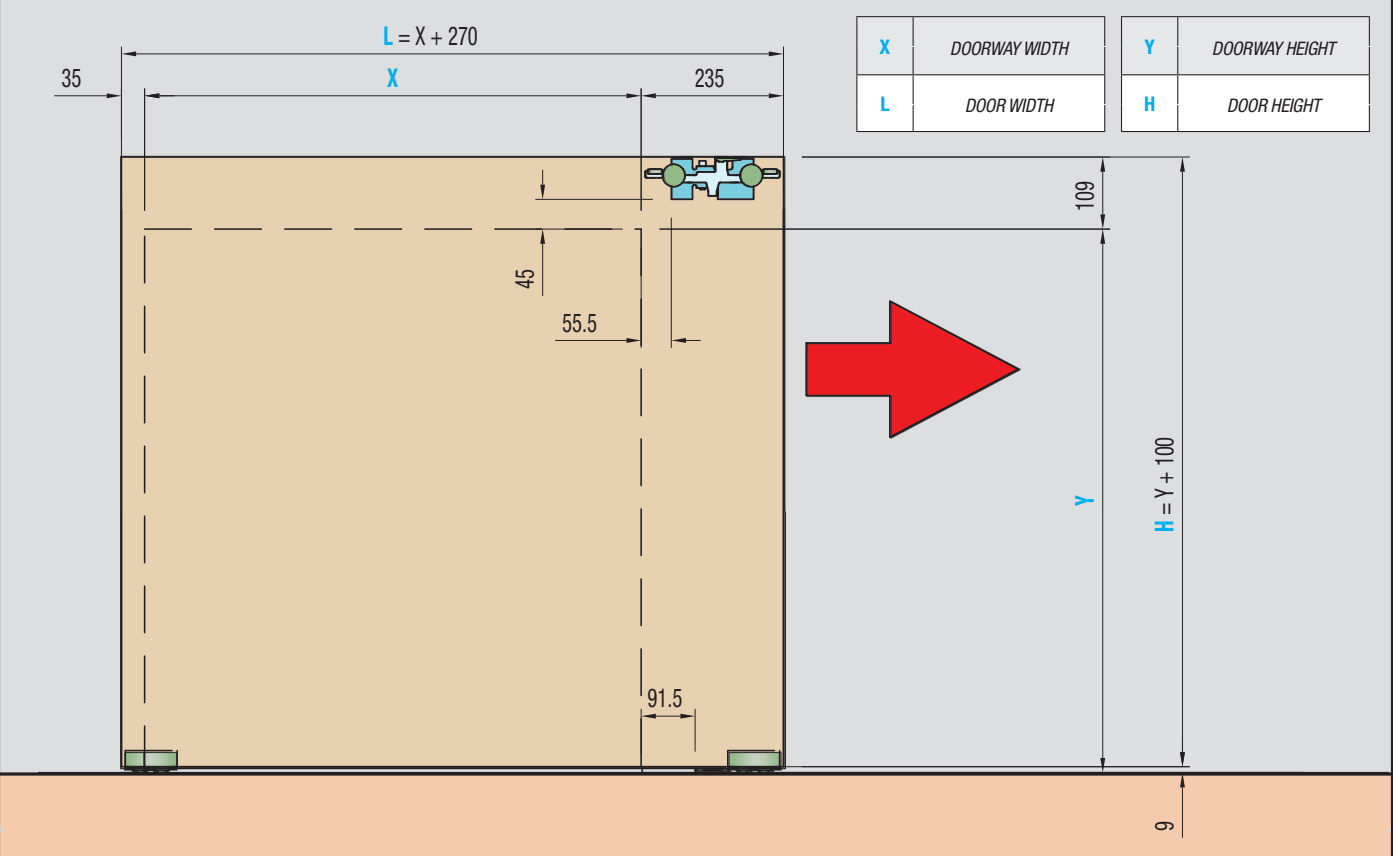 L = X + 270
35
X
235
X DOORWAY WIDTH
L DOOR WIDTH
Y DOORWAY HEIGHT
H DOOR HEIGHT
109
45
55.5
Y
H = Y + 100
91.5
9